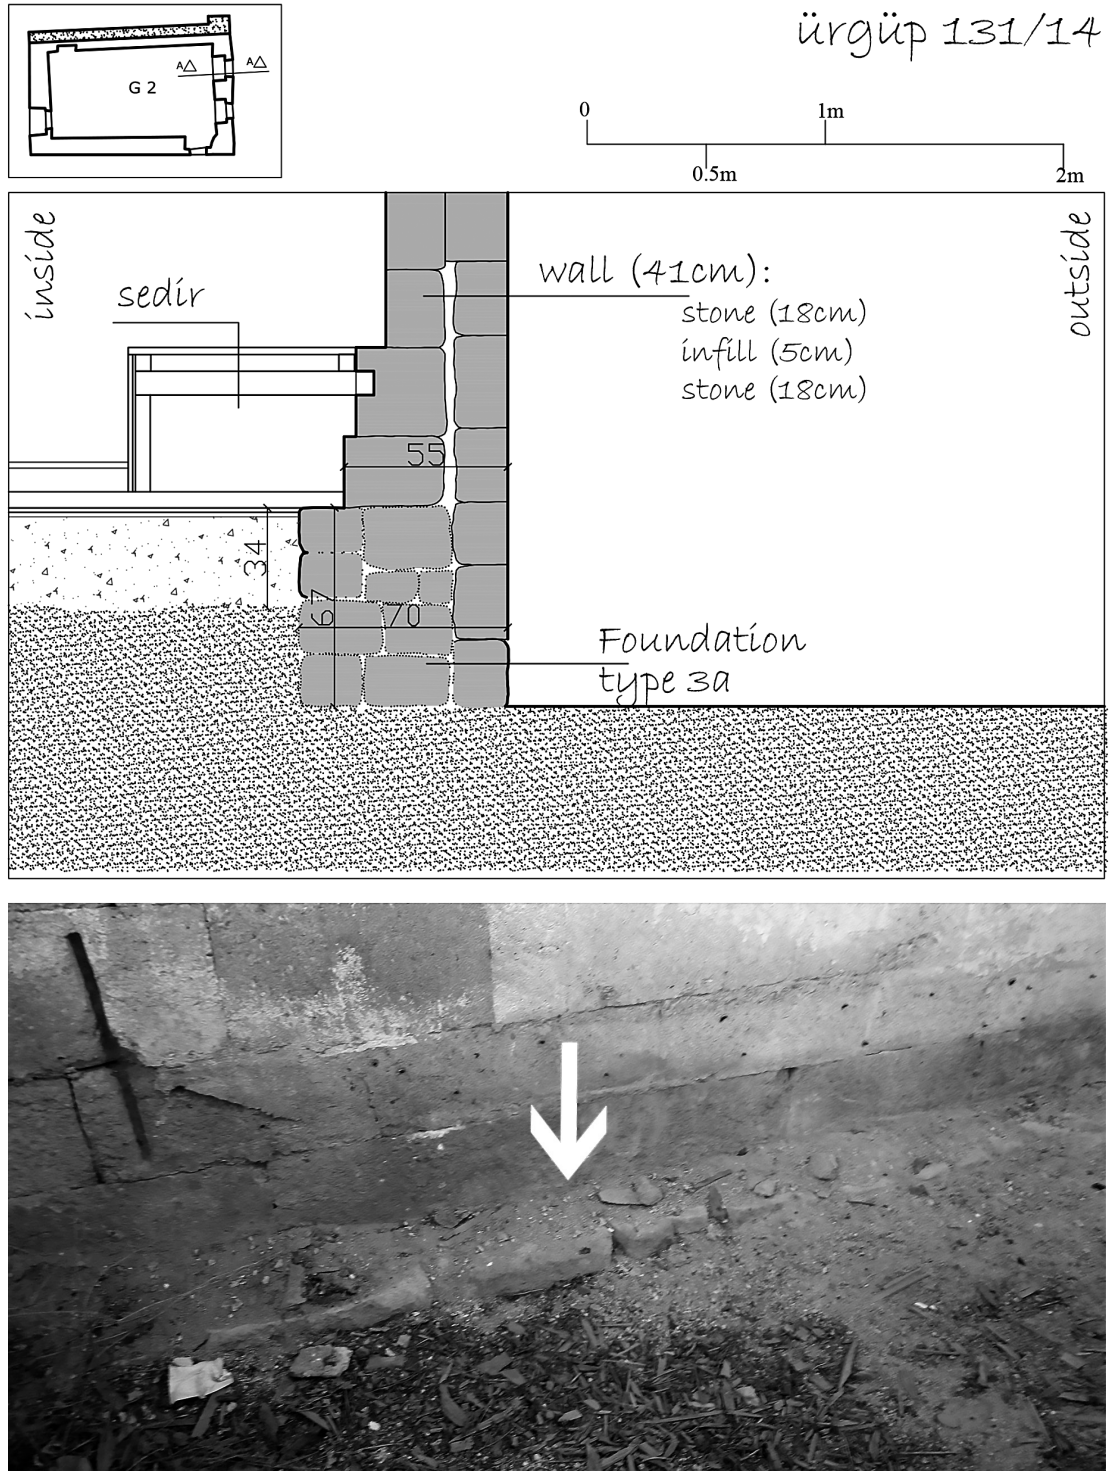 ürgüp 131/14
A A
G 2
0 1m
0.5m 2m
inside
outside
sedir
wall (41cm):
stone (18cm)
infill (5cm)
stone (18cm)
55
34
67
70
Foundation
type 3a